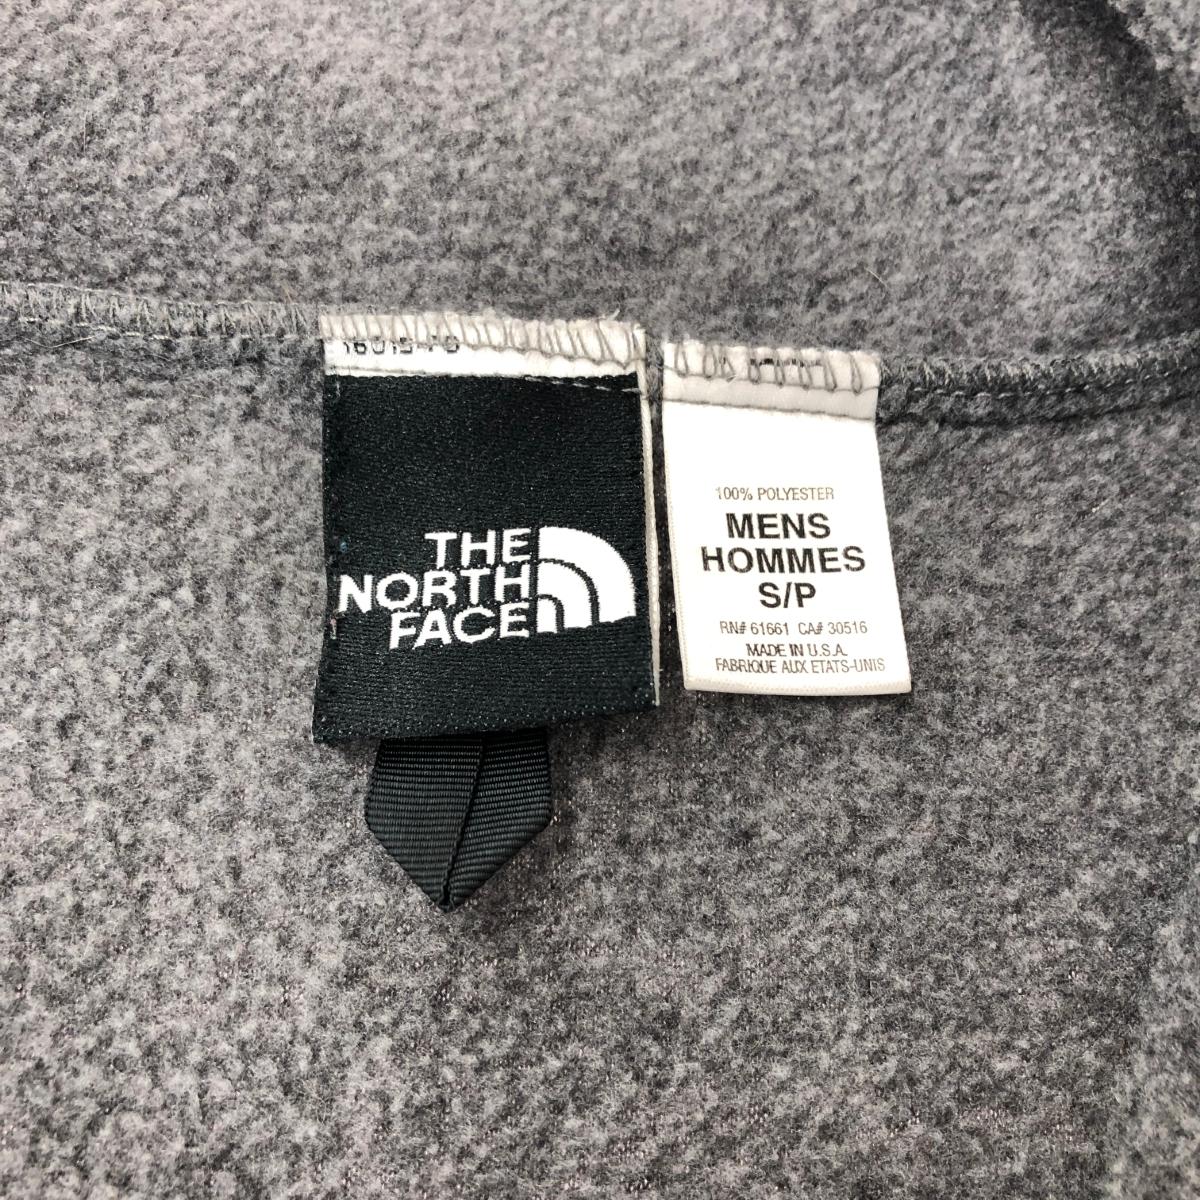 THE
NORTH
FACE
100% POLYESTER
MENS
HOMMES
S/P
RN# 61661 CA# 30516
MADE IN U.S.A.
FABRIQUE AUX ETATS-UNIS